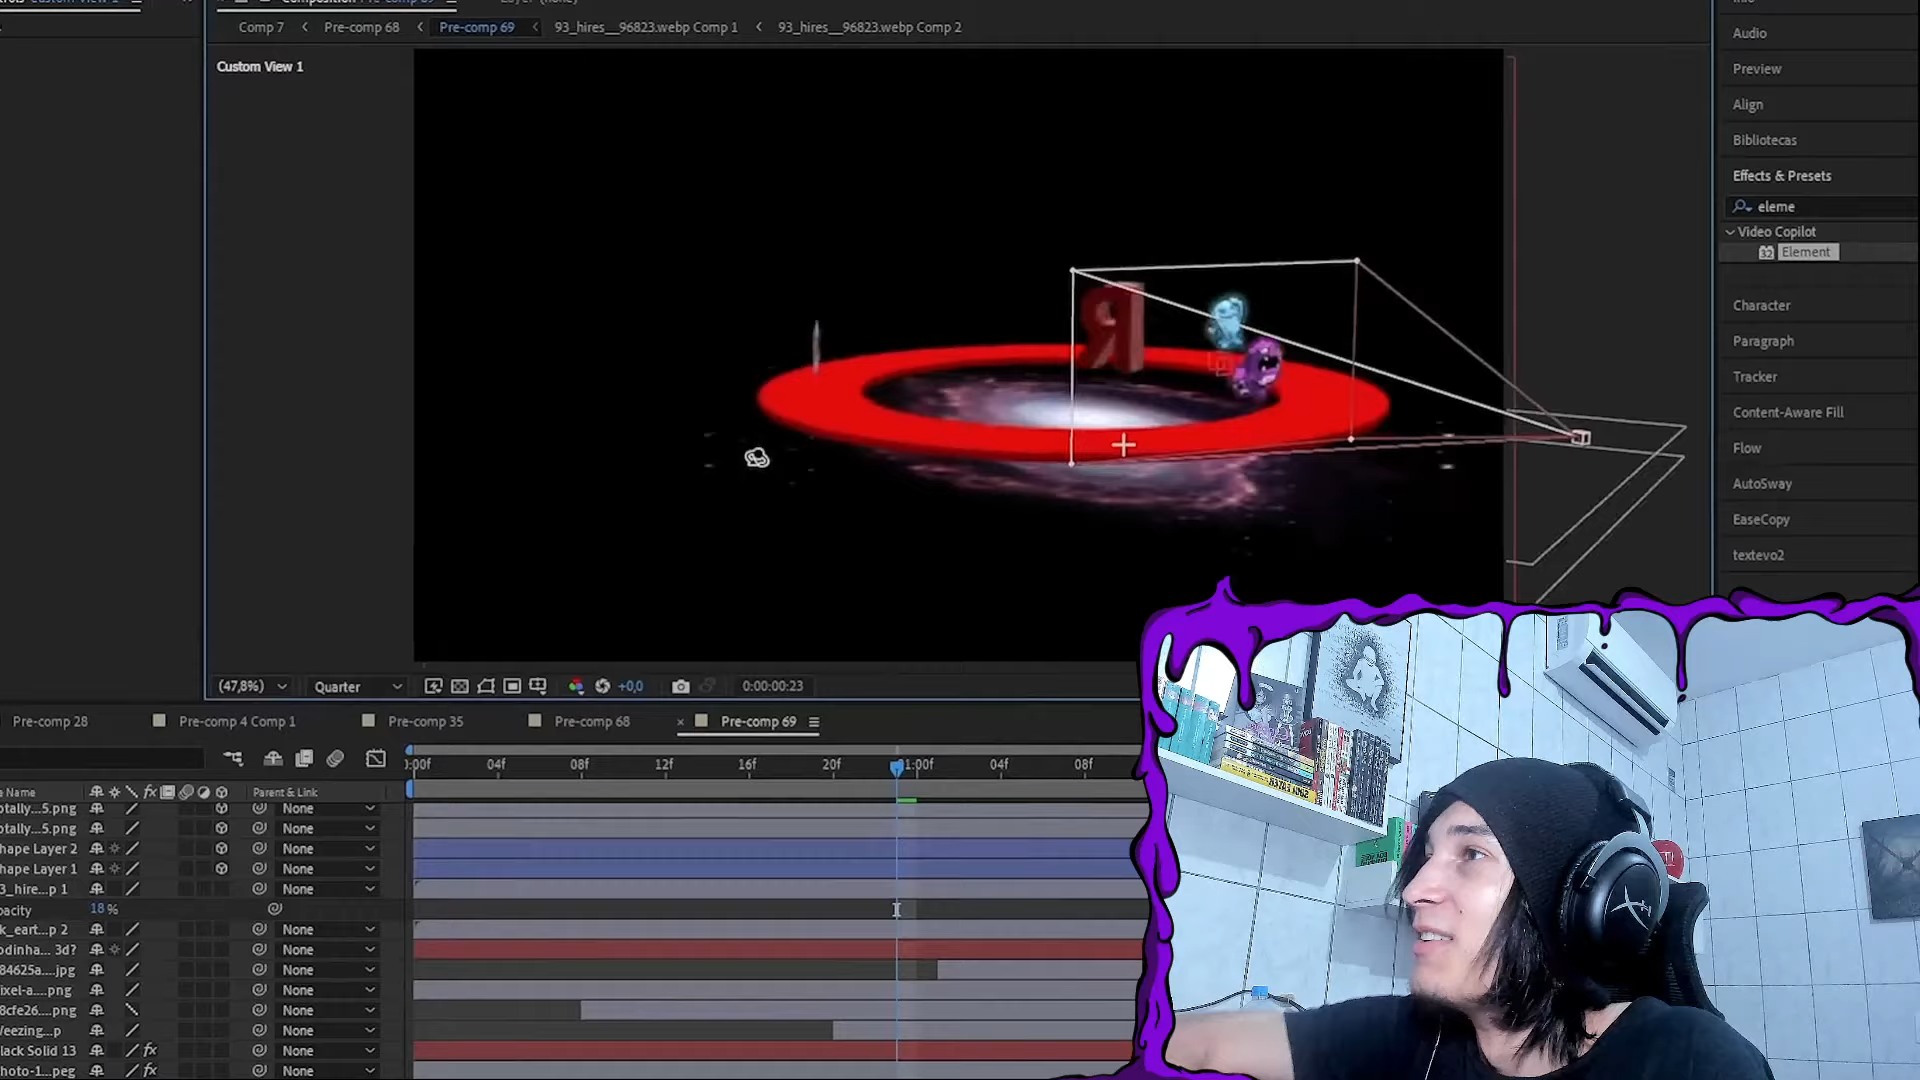 Comp 7 Pre-comp 68 Pre-comp 69 93_hires__96823.webp Comp 1 93_hires__96823.webp Comp 2
Custom View 1
Audio
Preview
Align
Bibliotecas
Effects & Presets
eleme
Video Copilot
32 Element
Character
Paragraph
Tracker
Content-Aware Fill
Flow
AutoSway
EaseCopy
textevo2
(47,8%) Quarter +0,0 0:00:00:23
Pre-comp 28 Pre-comp 4 Comp 1 Pre-comp 35 Pre-comp 68 × Pre-comp 69
:00f 04f 08f 12f 16f 20f 1:00f 04f 08f
e Name fx Parent & Link
otally...5.png None
otally...5.png None
hape Layer 2 None
hape Layer 1 None
3_hire...p 1 None
pacity 18 %
k_eart...p 2 None
odinha... 3d? None
84625a....jpg None
ixel-a....png None
8cfe26....png None
eezing...p None
lack Solid 13 fx None
hoto-1...peg fx None